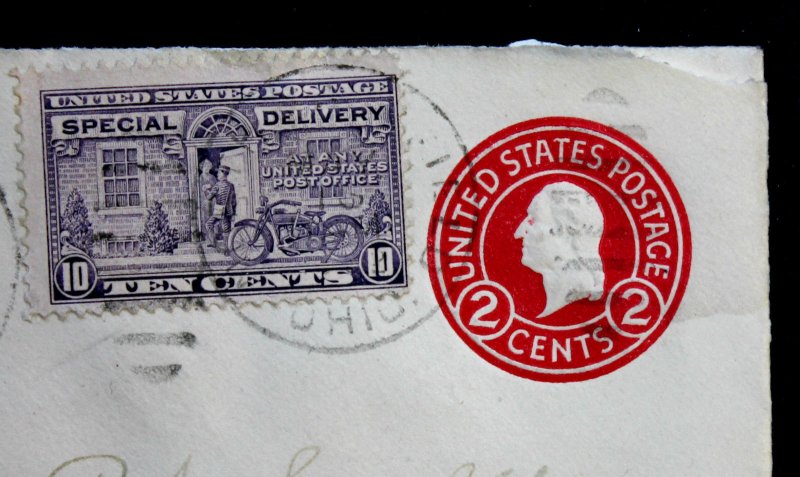 UNITED STATES POSTAGE
SPECIAL DELIVERY
AT ANY
UNITED STATES
POST OFFICE
10 10
TEN CENTS
OHIO
UNITED STATES POSTAGE
2 2
CENTS